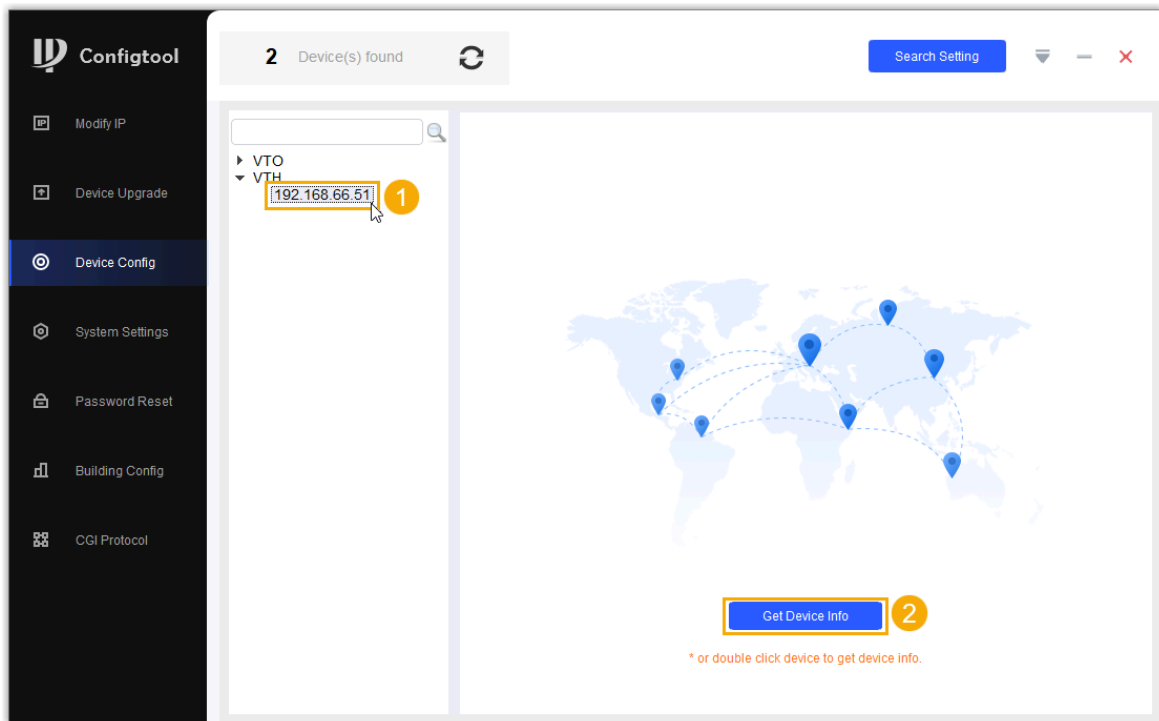 Configtool
2 Device(s) found
Search Setting
IP
Modify IP
Device Upgrade
Device Config
System Settings
Password Reset
Building Config
CGI Protocol
VTO
VTH
192.168.66.51
1
Get Device Info
2
* or double click device to get device info.